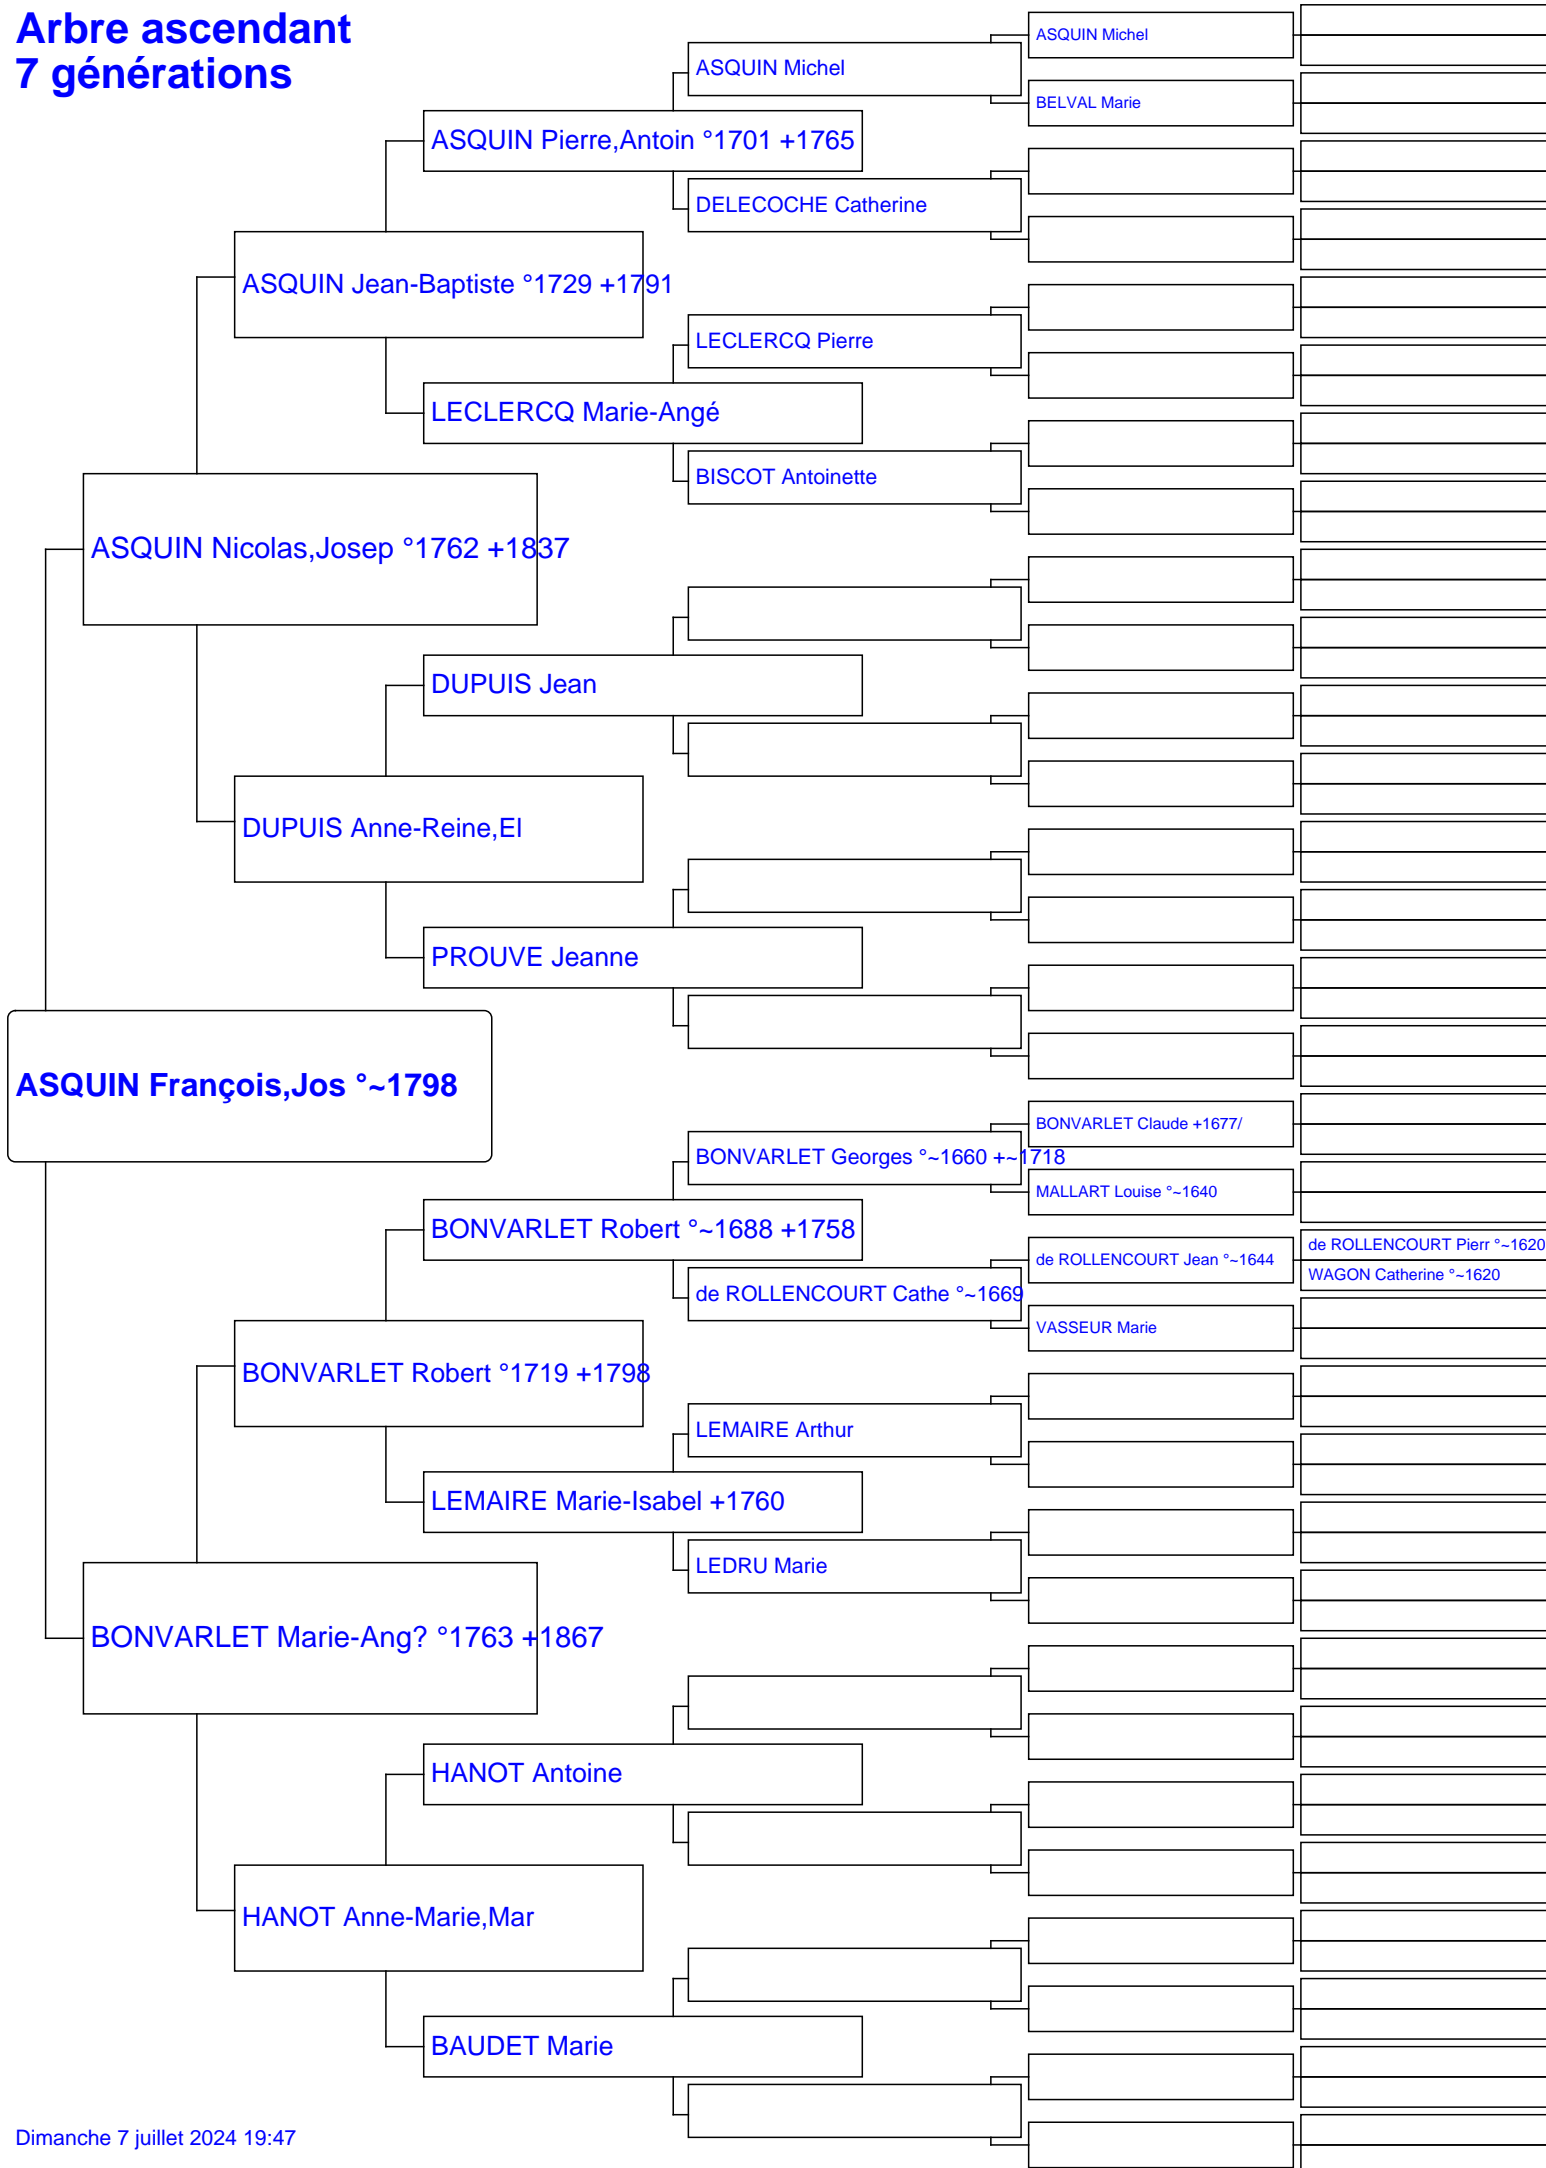 Arbre ascendant
7 générations
ASQUIN Michel
ASQUIN Michel
BELVAL Marie
ASQUIN Pierre,Antoin °1701 +1765
DELECOCHE Catherine
ASQUIN Jean-Baptiste °1729 +1791
LECLERCQ Pierre
LECLERCQ Marie-Angé
BISCOT Antoinette
ASQUIN Nicolas,Josep °1762 +1837
DUPUIS Jean
DUPUIS Anne-Reine,El
PROUVE Jeanne
ASQUIN François,Jos °~1798
BONVARLET Claude +1677/
BONVARLET Georges °~1660 +~1718
MALLART Louise °~1640
BONVARLET Robert °~1688 +1758
de ROLLENCOURT Pierr °~1620
de ROLLENCOURT Jean °~1644
WAGON Catherine °~1620
de ROLLENCOURT Cathe °~1669
VASSEUR Marie
BONVARLET Robert °1719 +1798
LEMAIRE Arthur
LEMAIRE Marie-Isabel +1760
LEDRU Marie
BONVARLET Marie-Ang? °1763 +1867
HANOT Antoine
HANOT Anne-Marie,Mar
BAUDET Marie
Dimanche 7 juillet 2024 19:47